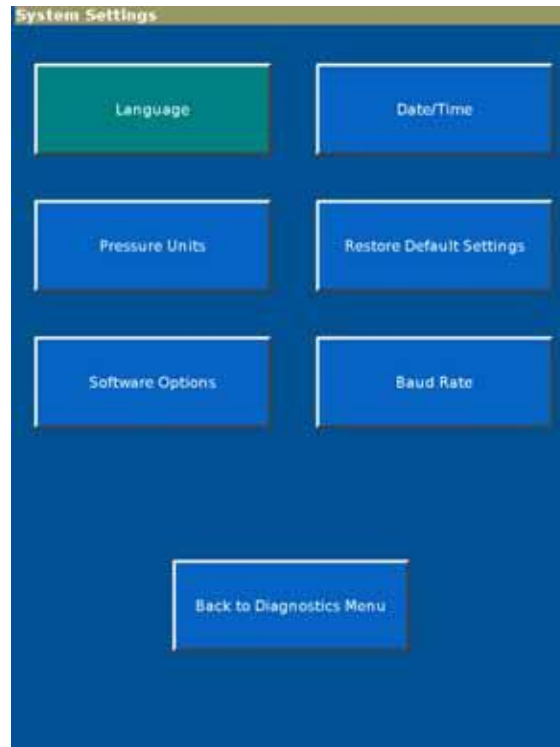 System Settings
Language
Date/Time
Pressure Units
Restore Default Settings
Software Options
Baud Rate
Back to Diagnostics Menu